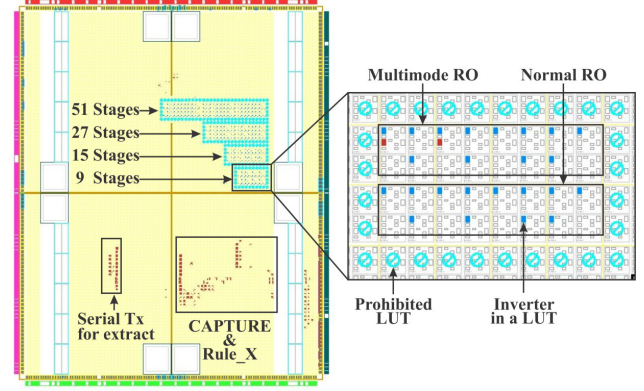 Multimode RO
Normal RO
51 Stages
27 Stages
15 Stages
9 Stages
Serial Tx
for extract
CAPTURE
&
Rule_X
Prohibited
LUT
Inverter
in a LUT